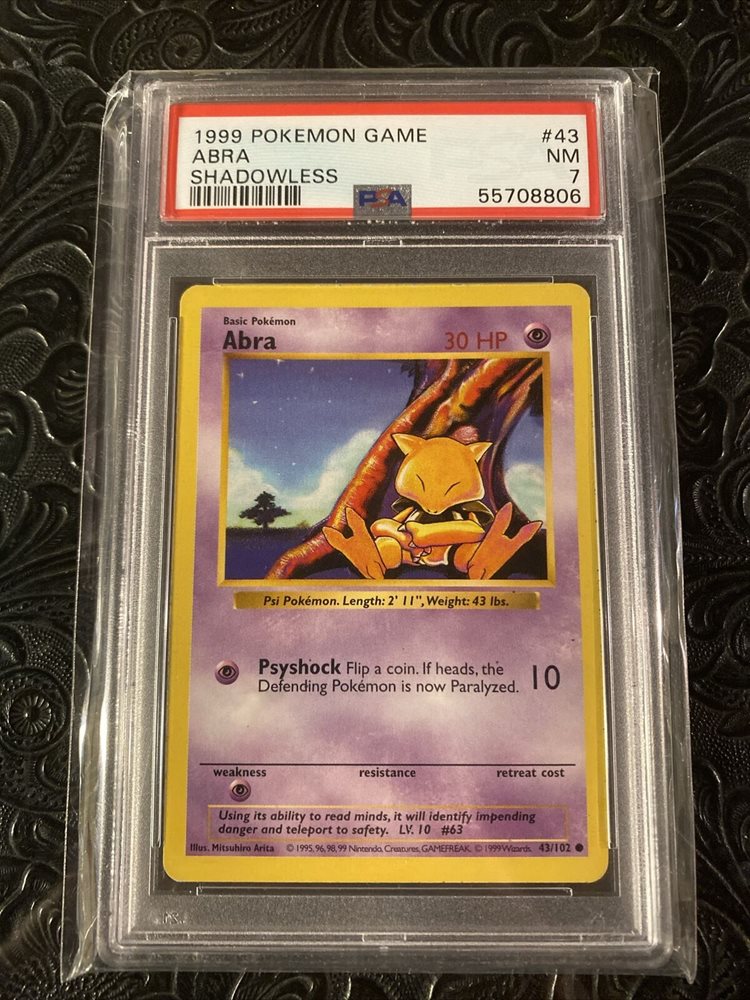 1999 POKEMON GAME #43
ABRA NM
SHADOWLESS 7
PSA 55708806
Basic Pokémon
Abra 30 HP
Psi Pokémon. Length: 2' 11", Weight: 43 lbs.
Psyshock Flip a coin. If heads, the
Defending Pokémon is now Paralyzed. 10
weakness resistance retreat cost
Using its ability to read minds, it will identify impending
danger and teleport to safety. LV. 10 #63
Illus. Mitsuhiro Arita ©1995, 96, 98, 99 Nintendo, Creatures, GAMEFREAK. ©1999 Wizards. 43/102